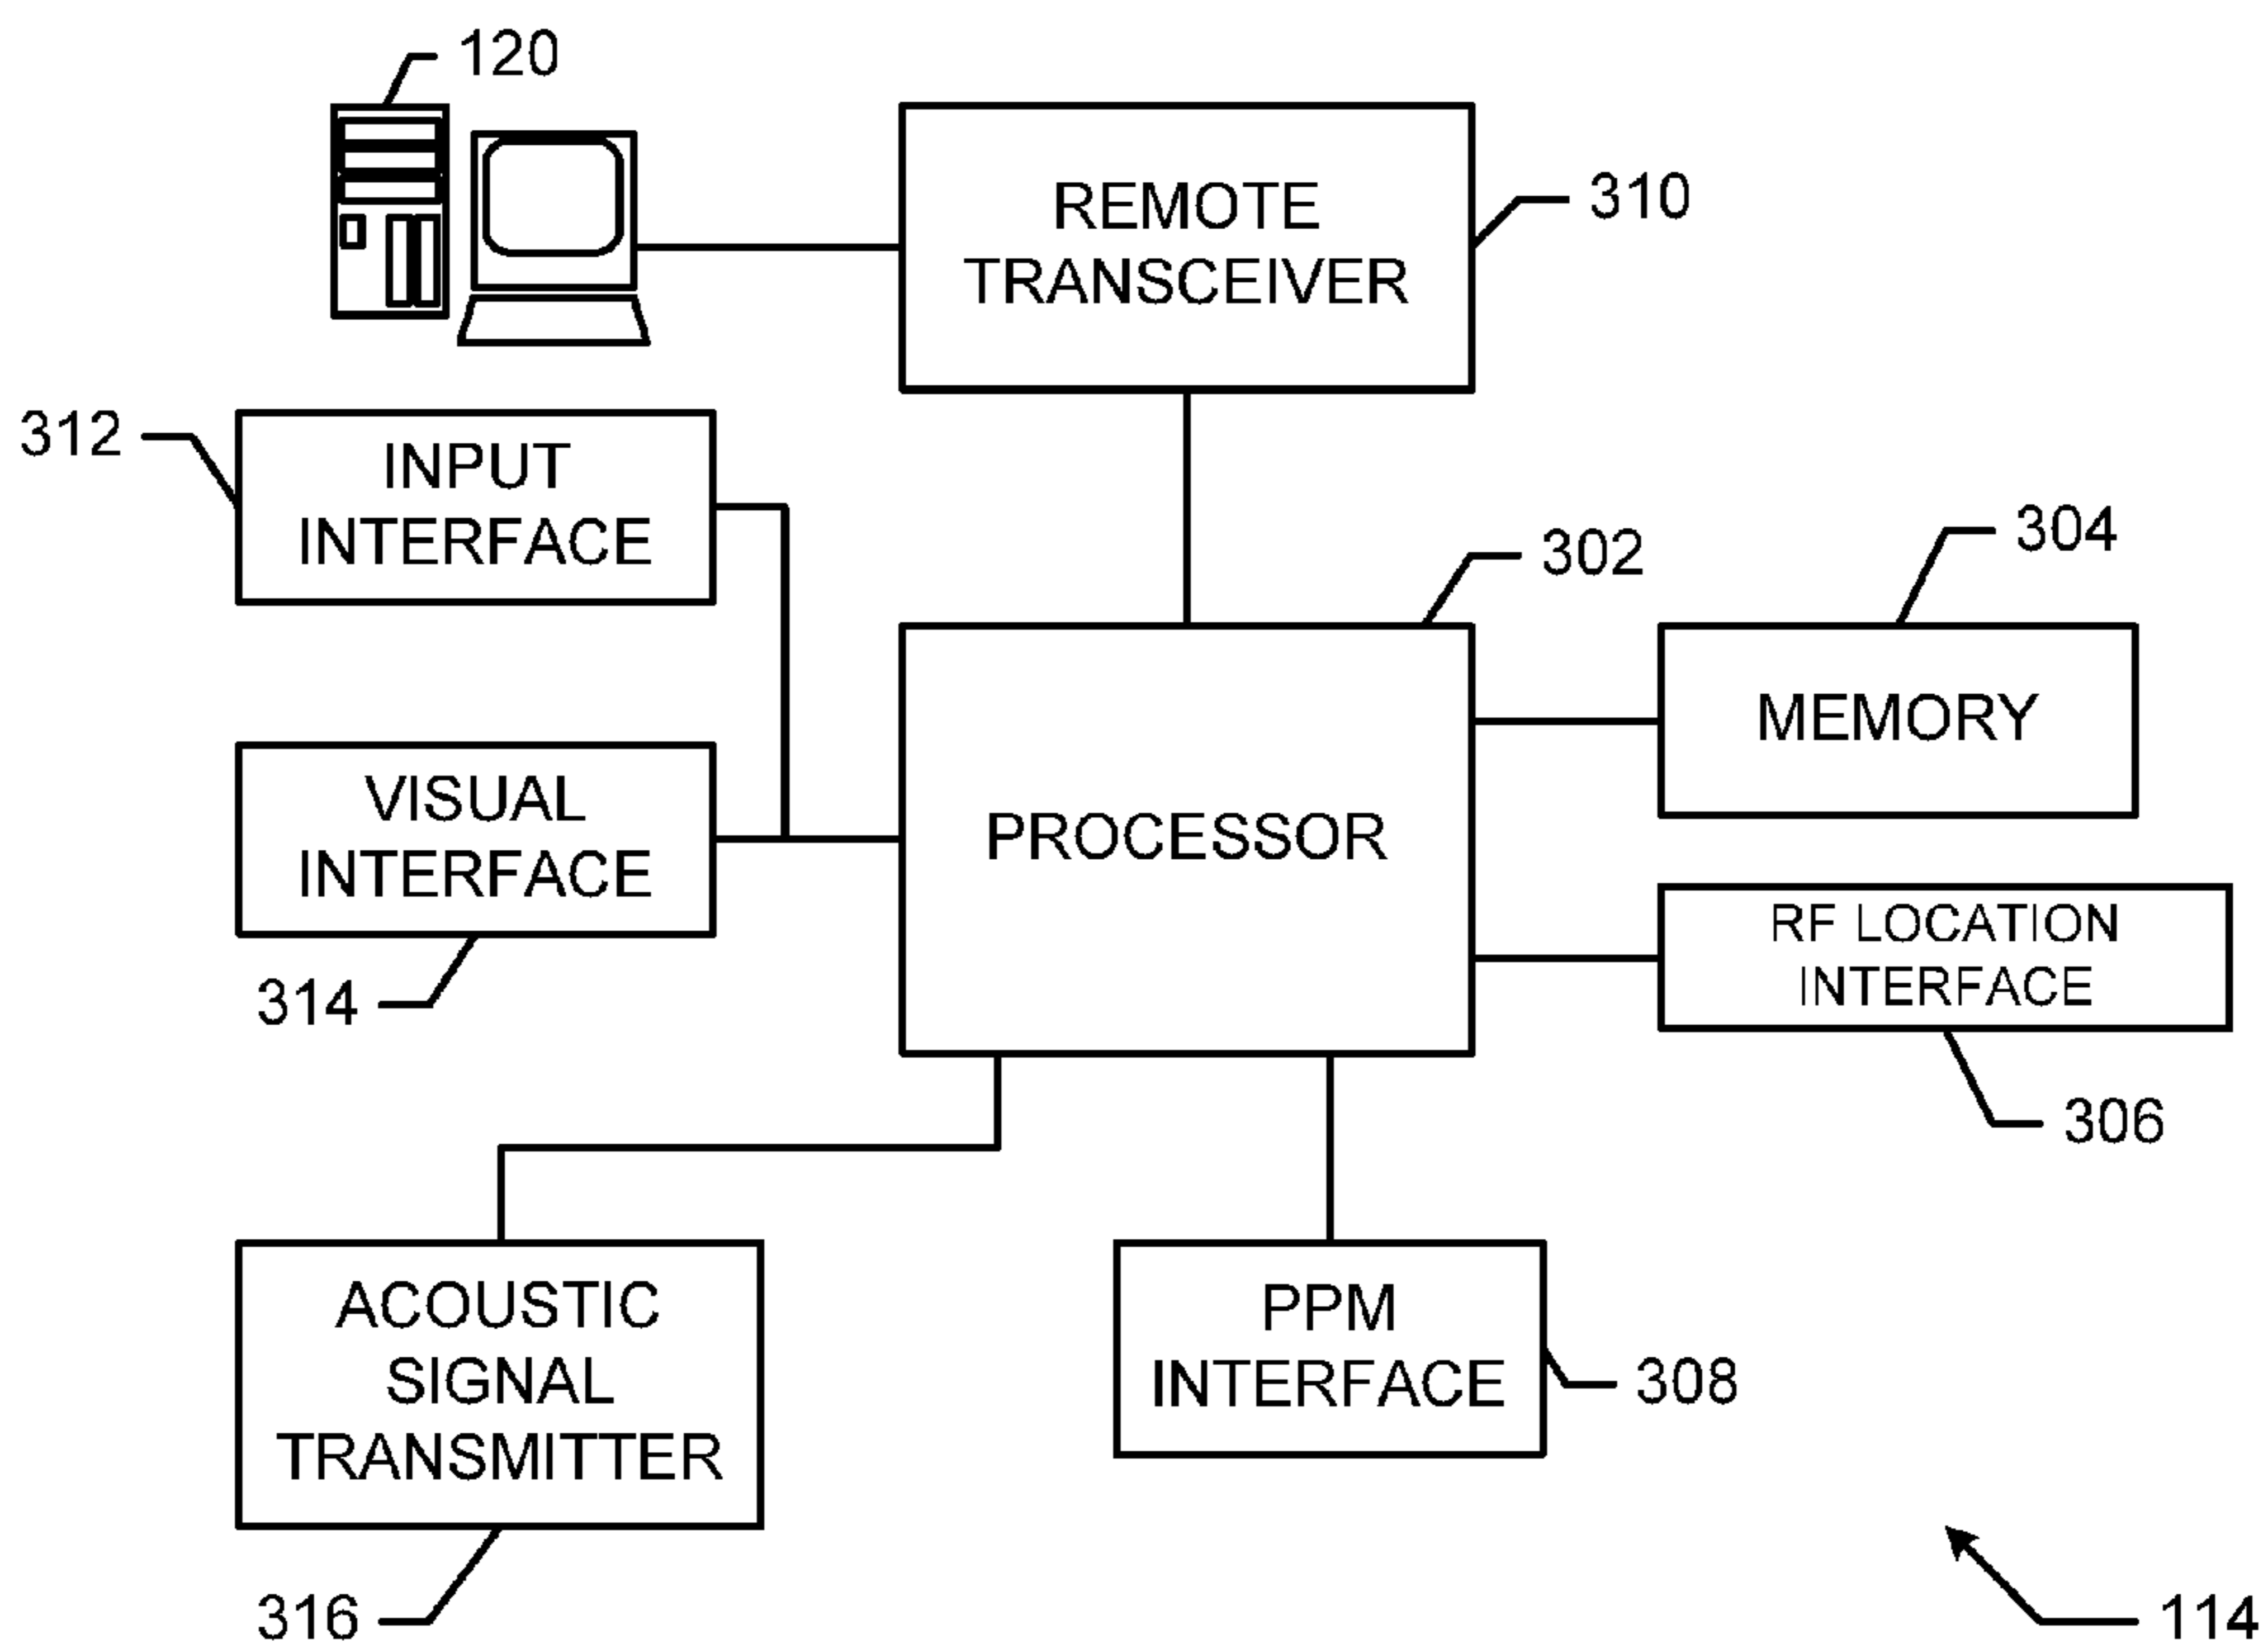 120
REMOTE
TRANSCEIVER
310
312
INPUT
INTERFACE
302
304
PROCESSOR
MEMORY
VISUAL
INTERFACE
314
RF LOCATION
INTERFACE
306
ACOUSTIC
SIGNAL
TRANSMITTER
316
PPM
INTERFACE
308
114